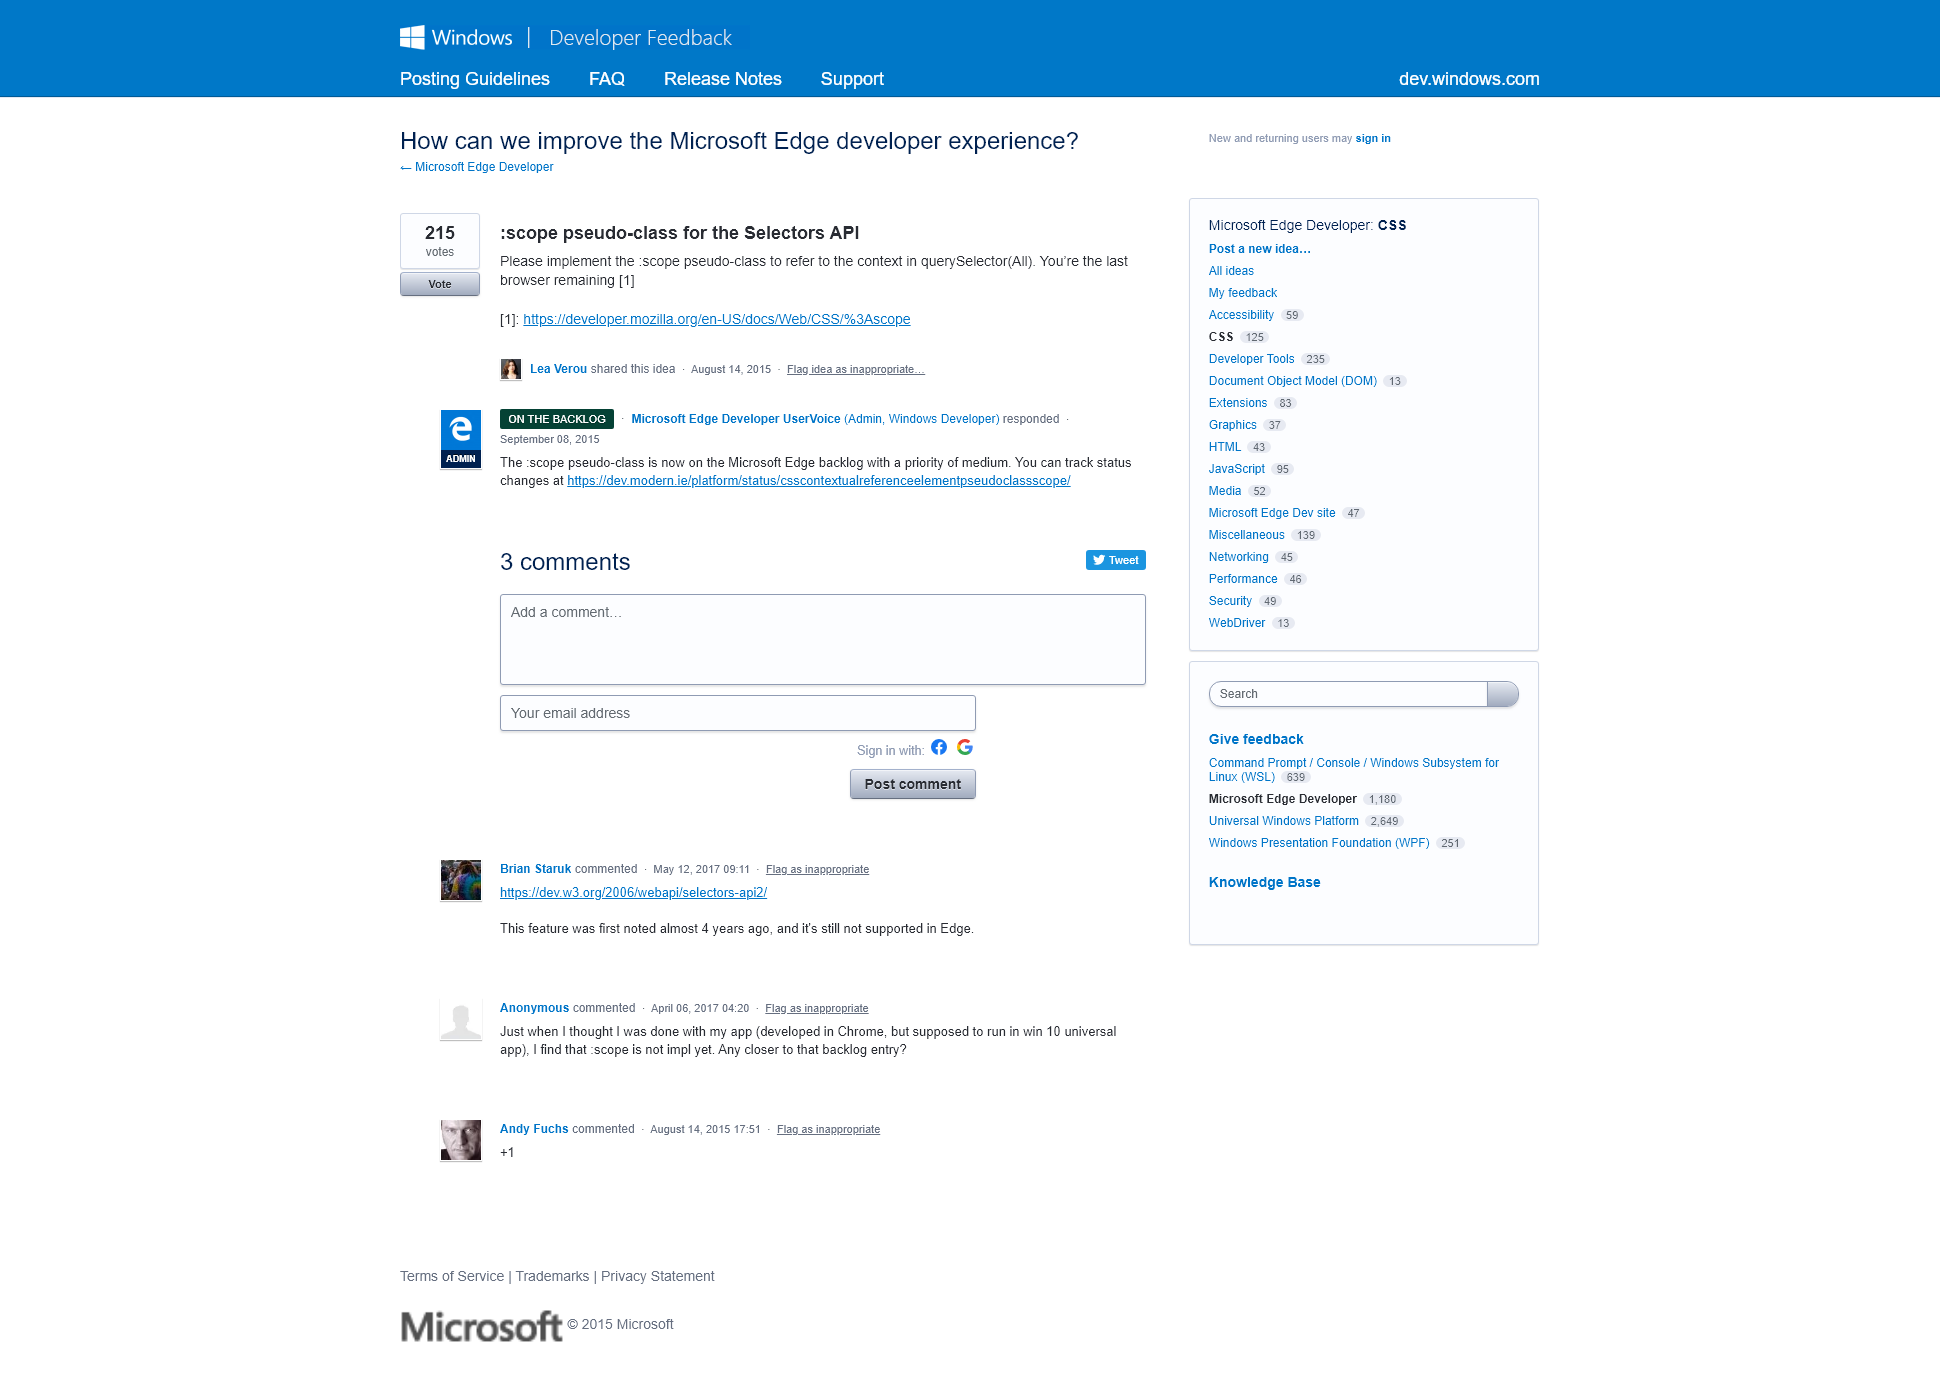 Windows | Developer Feedback
Posting Guidelines FAQ Release Notes Support dev.windows.com
How can we improve the Microsoft Edge developer experience?
← Microsoft Edge Developer
New and returning users may sign in
215
votes
Vote
:scope pseudo-class for the Selectors API
Please implement the :scope pseudo-class to refer to the context in querySelector(All). You’re the last
browser remaining [1]
[1]: https://developer.mozilla.org/en-US/docs/Web/CSS/%3Ascope
Lea Verou shared this idea · August 14, 2015 · Flag idea as inappropriate…
ADMIN
ON THE BACKLOG · Microsoft Edge Developer UserVoice (Admin, Windows Developer) responded ·
September 08, 2015
The :scope pseudo-class is now on the Microsoft Edge backlog with a priority of medium. You can track status
changes at https://dev.modern.ie/platform/status/csscontextualreferenceelementpseudoclassscope/
3 comments
Tweet
Add a comment…
Your email address
Sign in with:
Post comment
Brian Staruk commented · May 12, 2017 09:11 · Flag as inappropriate
https://dev.w3.org/2006/webapi/selectors-api2/
This feature was first noted almost 4 years ago, and it’s still not supported in Edge.
Anonymous commented · April 06, 2017 04:20 · Flag as inappropriate
Just when I thought I was done with my app (developed in Chrome, but supposed to run in win 10 universal
app), I find that :scope is not impl yet. Any closer to that backlog entry?
Andy Fuchs commented · August 14, 2015 17:51 · Flag as inappropriate
+1
Microsoft Edge Developer: CSS
Post a new idea…
All ideas
My feedback
Accessibility 59
CSS 125
Developer Tools 235
Document Object Model (DOM) 13
Extensions 83
Graphics 37
HTML 43
JavaScript 95
Media 52
Microsoft Edge Dev site 47
Miscellaneous 139
Networking 45
Performance 46
Security 49
WebDriver 13
Search
Give feedback
Command Prompt / Console / Windows Subsystem for
Linux (WSL) 639
Microsoft Edge Developer 1,180
Universal Windows Platform 2,649
Windows Presentation Foundation (WPF) 251
Knowledge Base
Terms of Service | Trademarks | Privacy Statement
Microsoft © 2015 Microsoft